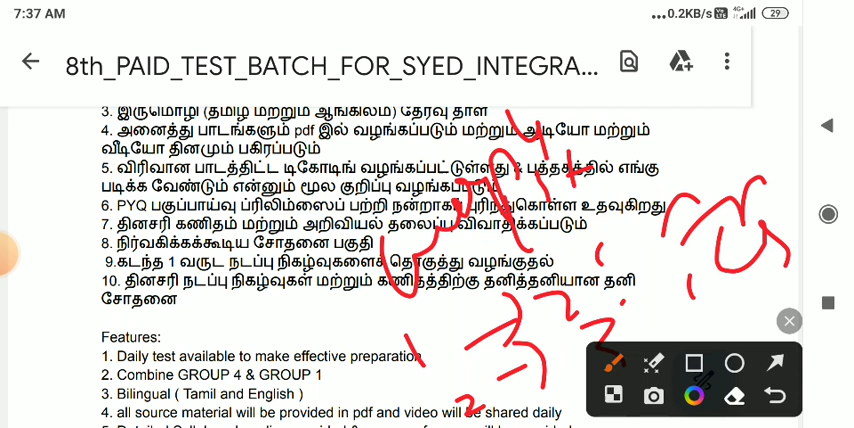 7:37 AM
...0.2KB/s 4G+ 29
8th_PAID_TEST_BATCH_FOR_SYED_INTEGRA...
3. இருமொழி (தமிழ் மற்றும் ஆங்கிலம்) தேர்வு தாள்
4. அனைத்து பாடங்களும் pdf இல் வழங்கப்படும் மற்றும் ஆடியோ மற்றும்
வீடியோ தினமும் பகிரப்படும்
5. விரிவான பாடத்திட்ட டிகோடிங் வழங்கப்பட்டுள்ளது & புத்தகத்தில் எங்கு
படிக்க வேண்டும் என்னும் மூல குறிப்பு வழங்கப்படும்
6. PYQ பகுப்பாய்வு ப்ரிலிம்ஸைப் பற்றி நன்றாகப் புரிந்துகொள்ள உதவுகிறது
7. தினசரி கணிதம் மற்றும் அறிவியல் தலைப்பு விவாதிக்கப்படும்
8. நிர்வகிக்கக்கூடிய சோதனை பகுதி
9.கடந்த 1 வருட நடப்பு நிகழ்வுகளைச் தொகுத்து வழங்குதல்
10. தினசரி நடப்பு நிகழ்வுகள் மற்றும் கணிதத்திற்கு தனித்தனியான தனி
சோதனை
Features:
1. Daily test available to make effective preparation
2. Combine GROUP 4 & GROUP 1
3. Bilingual ( Tamil and English )
4. all source material will be provided in pdf and video will be shared daily